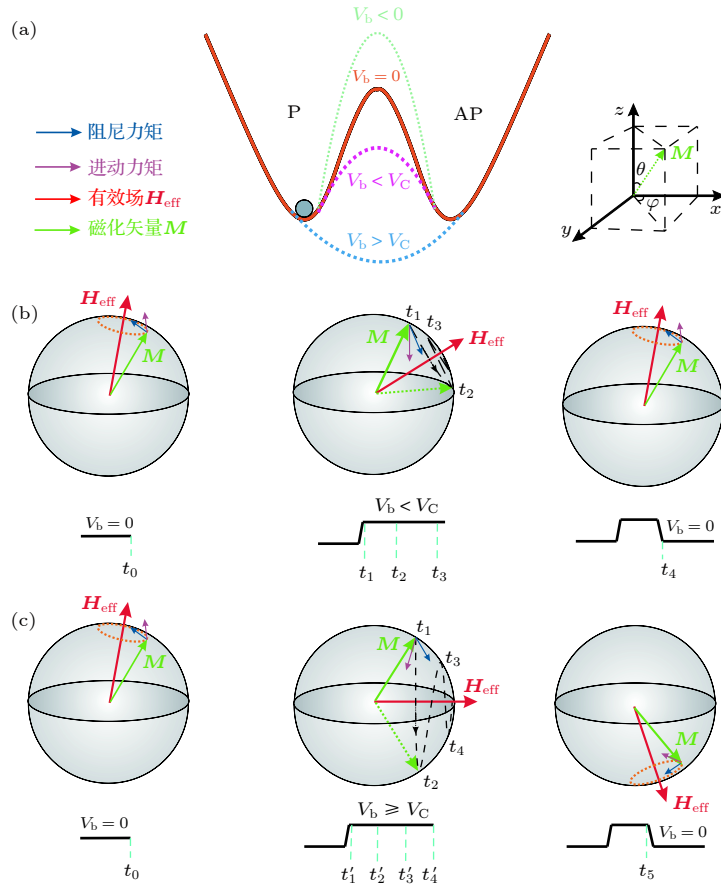 (a)
V_b < 0
V_b = 0
P
AP
V_b < V_C
V_b > V_C
阻尼力矩
进动力矩
有效场H_eff
磁化矢量M
z
M
θ
φ
x
y
(b)
H_eff
M
V_b = 0
t_0
t_1
t_3
M
H_eff
t_2
V_b < V_C
t_1 t_2 t_3
H_eff
M
V_b = 0
t_4
(c)
H_eff
M
V_b = 0
t_0
t_1
M
t_3
H_eff
t_4
t_2
V_b ⩾ V_C
t′_1 t′_2 t′_3 t′_4
M
H_eff
V_b = 0
t_5